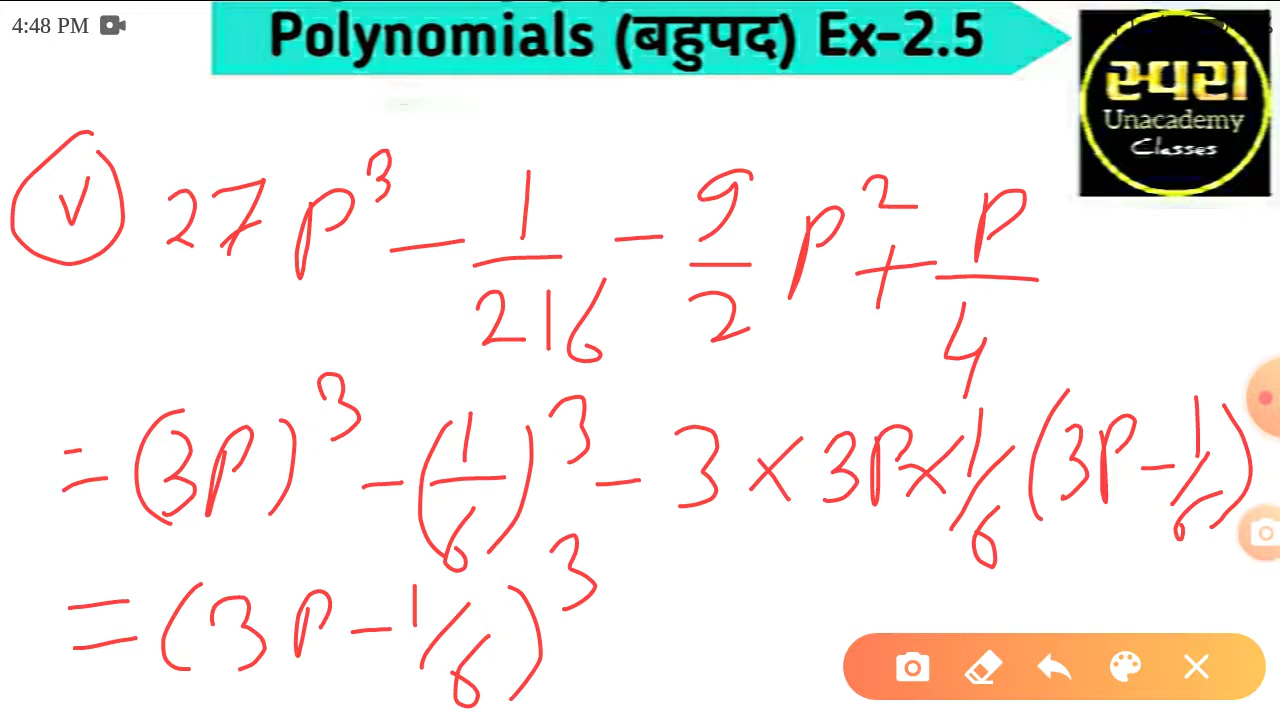 4:48 PM
Polynomials (बहुपद) Ex-2.5
स्परा
Unacademy
Classes
V 27p³ - 1/216 - 9/2 p² + p/4
= (3p)³ - (1/6)³ - 3 × 3p × 1/6 (3p - 1/6)
= (3p - 1/6)³